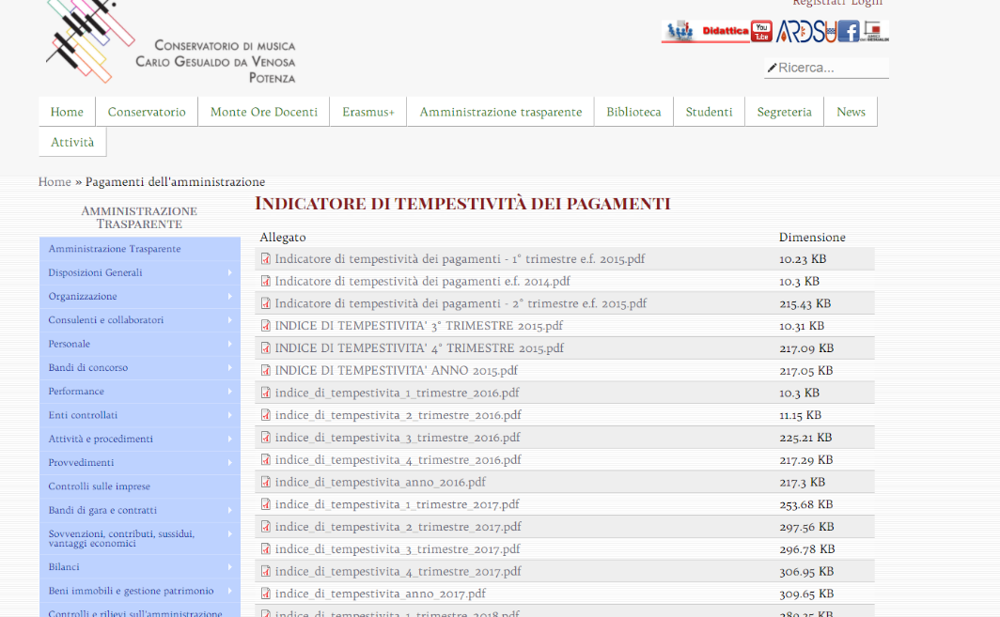 Registrati Login
Didattica You Tube ARDSU
CONSERVATORIO DI MUSICA
CARLO GESUALDO DA VENOSA
POTENZA
Ricerca...
Home Conservatorio Monte Ore Docenti Erasmus+ Amministrazione trasparente Biblioteca Studenti Segreteria News
Attività
Home » Pagamenti dell'amministrazione
AMMINISTRAZIONE
TRASPARENTE
Amministrazione Trasparente
Disposizioni Generali
Organizzazione
Consulenti e collaboratori
Personale
Bandi di concorso
Performance
Enti controllati
Attività e procedimenti
Provvedimenti
Controlli sulle imprese
Bandi di gara e contratti
Sovvenzioni, contributi, sussidui,
vantaggi economici
Bilanci
Beni immobili e gestione patrimonio
Controlli e rilievi sull'amministrazione
INDICATORE DI TEMPESTIVITÀ DEI PAGAMENTI
Allegato Dimensione
Indicatore di tempestività dei pagamenti - 1° trimestre e.f. 2015.pdf 10.23 KB
Indicatore di tempestività dei pagamenti e.f. 2014.pdf 10.3 KB
Indicatore di tempestività dei pagamenti - 2° trimestre e.f. 2015.pdf 215.43 KB
INDICE DI TEMPESTIVITA' 3° TRIMESTRE 2015.pdf 10.31 KB
INDICE DI TEMPESTIVITA' 4° TRIMESTRE 2015.pdf 217.09 KB
INDICE DI TEMPESTIVITA' ANNO 2015.pdf 217.05 KB
indice_di_tempestivita_1_trimestre_2016.pdf 10.3 KB
indice_di_tempestivita_2_trimestre_2016.pdf 11.15 KB
indice_di_tempestivita_3_trimestre_2016.pdf 225.21 KB
indice_di_tempestivita_4_trimestre_2016.pdf 217.29 KB
indice_di_tempestivita_anno_2016.pdf 217.3 KB
indice_di_tempestivita_1_trimestre_2017.pdf 253.68 KB
indice_di_tempestivita_2_trimestre_2017.pdf 297.56 KB
indice_di_tempestivita_3_trimestre_2017.pdf 296.78 KB
indice_di_tempestivita_4_trimestre_2017.pdf 306.95 KB
indice_di_tempestivita_anno_2017.pdf 309.65 KB
indice_di_tempestivita_1_trimestre_2018.pdf 289.25 KB